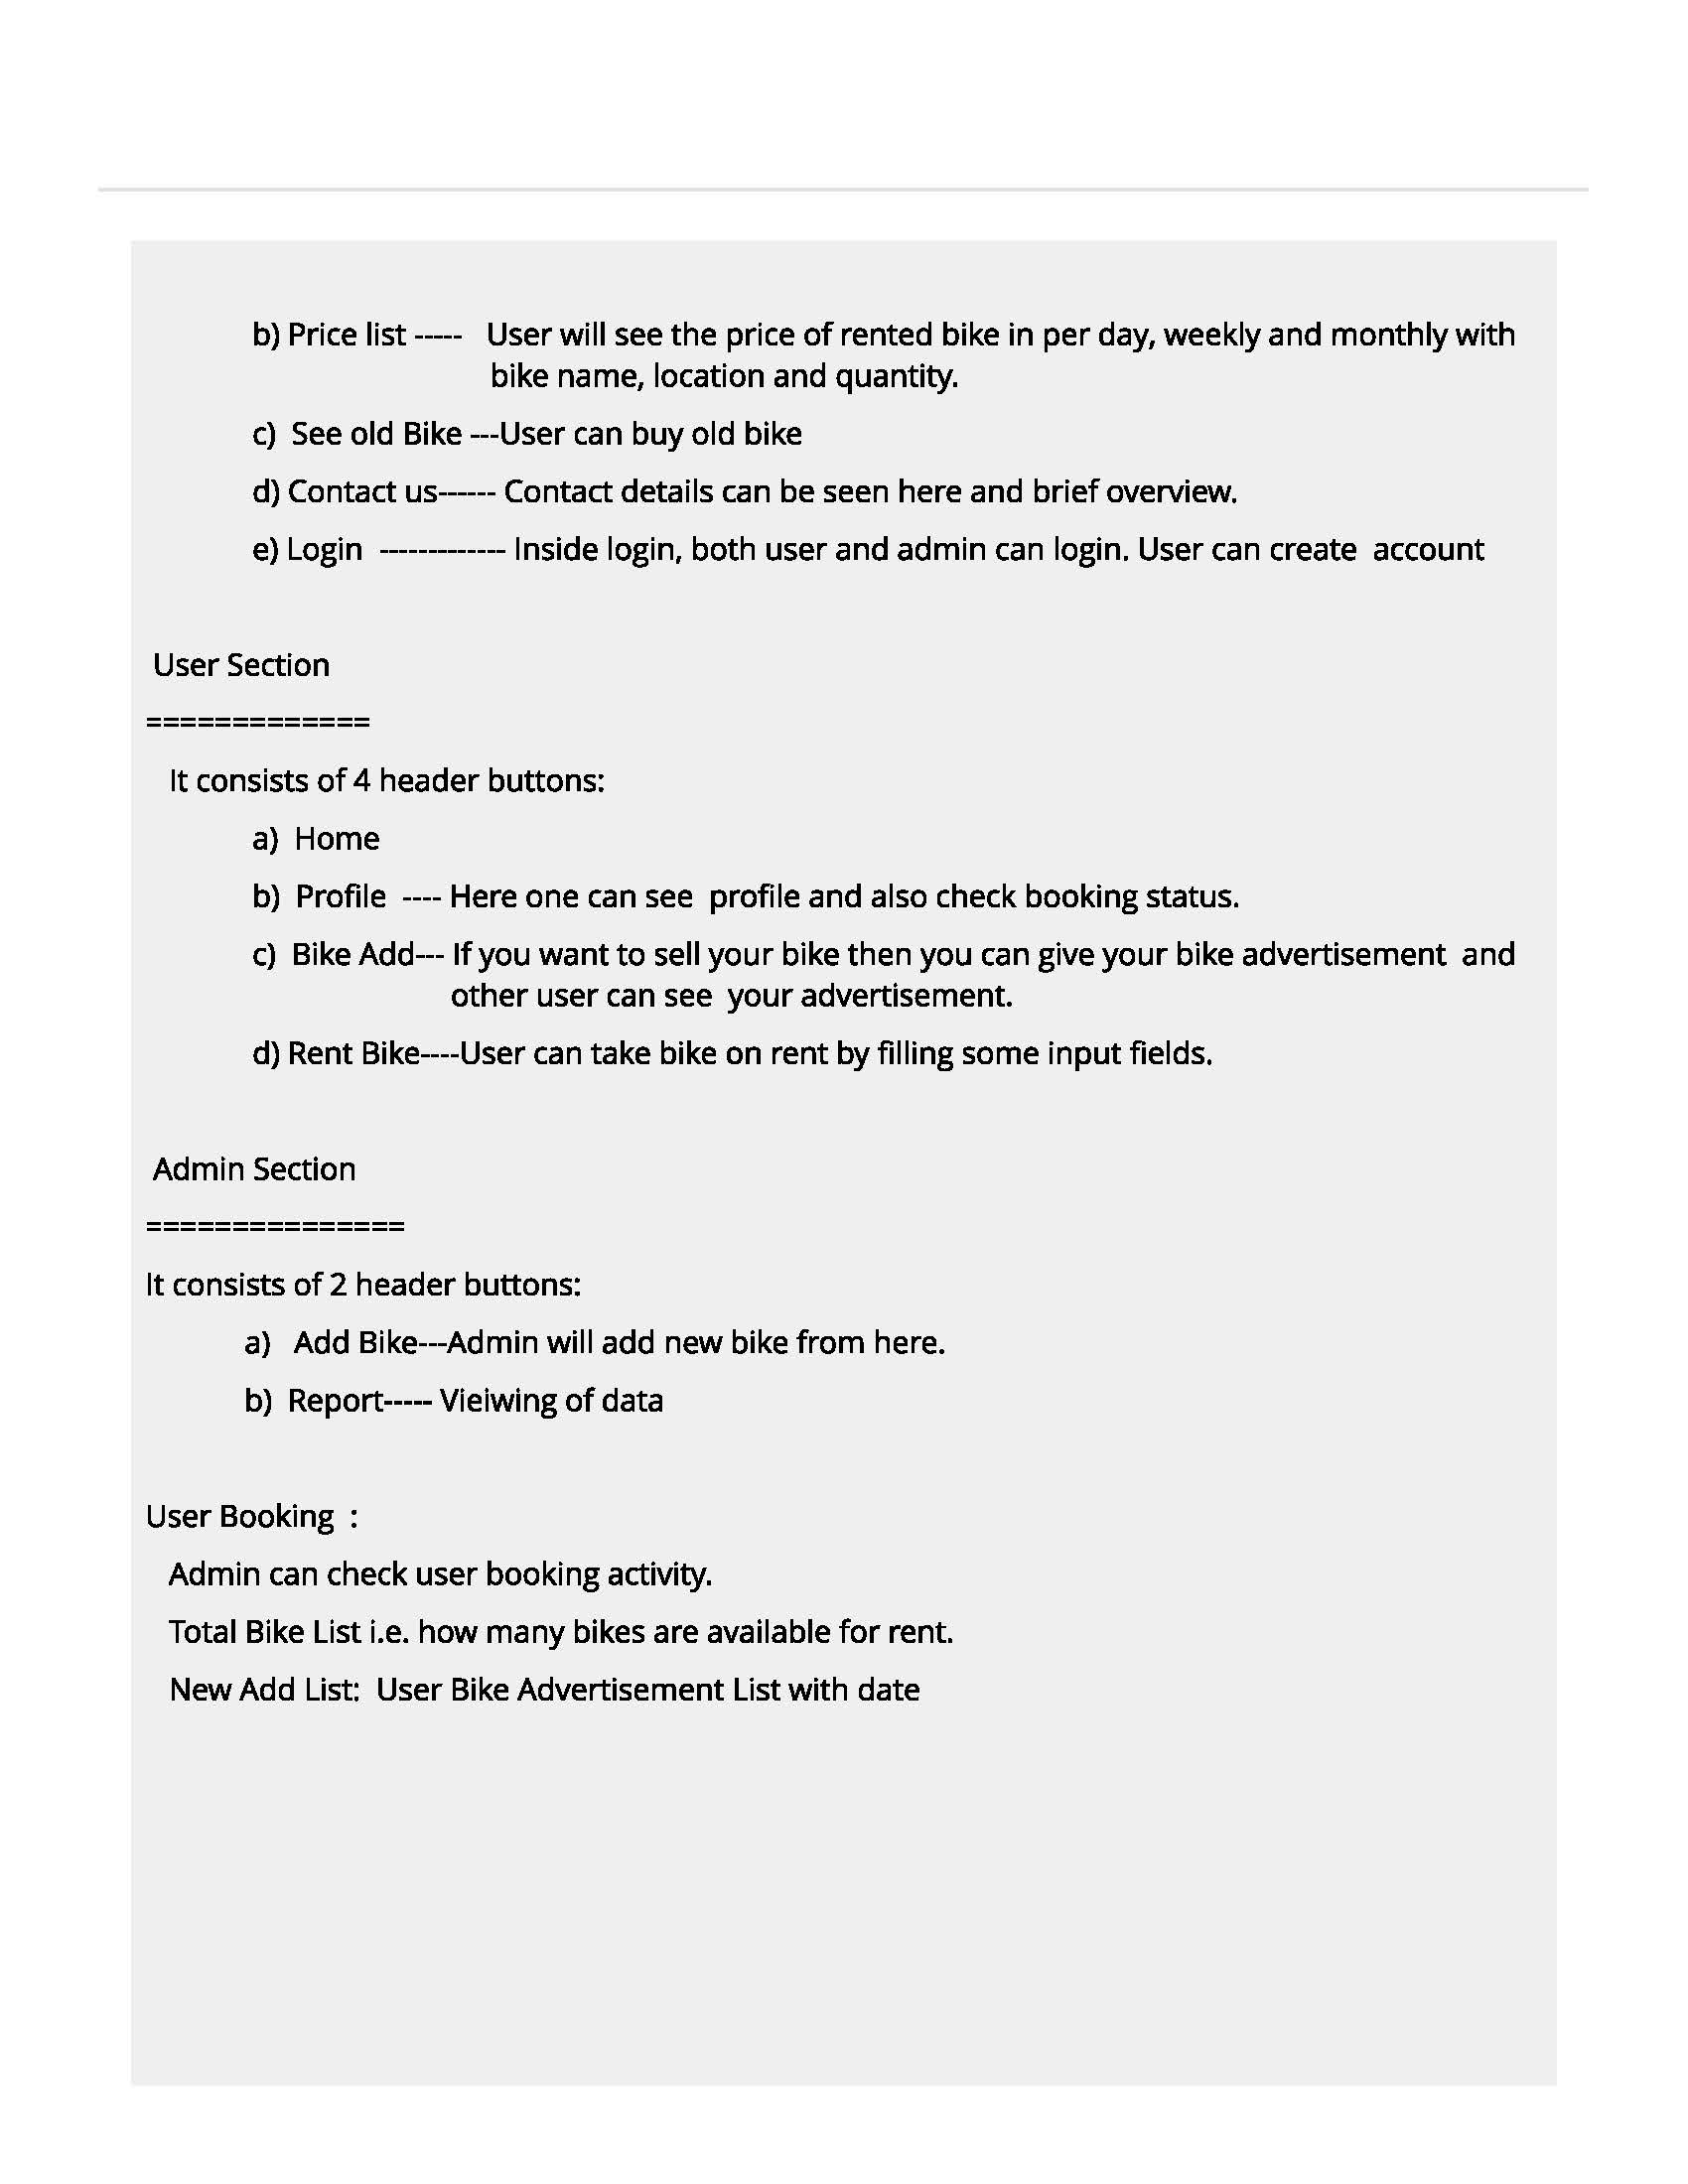 b) Price list -----   User will see the price of rented bike in per day, weekly and monthly with
bike name, location and quantity.
c)  See old Bike ---User can buy old bike
d) Contact us------ Contact details can be seen here and brief overview.
e) Login  ------------- Inside login, both user and admin can login. User can create  account
User Section
=============
It consists of 4 header buttons:
a)  Home
b)  Profile  ---- Here one can see  profile and also check booking status.
c)  Bike Add--- If you want to sell your bike then you can give your bike advertisement  and
other user can see  your advertisement.
d) Rent Bike----User can take bike on rent by filling some input fields.
Admin Section
===============
It consists of 2 header buttons:
a)   Add Bike---Admin will add new bike from here.
b)  Report----- Vieiwing of data
User Booking  :
Admin can check user booking activity.
Total Bike List i.e. how many bikes are available for rent.
New Add List:  User Bike Advertisement List with date